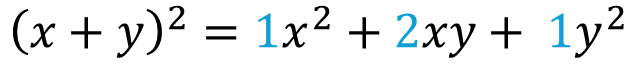 (x + y)² = 1x² + 2xy + 1y²